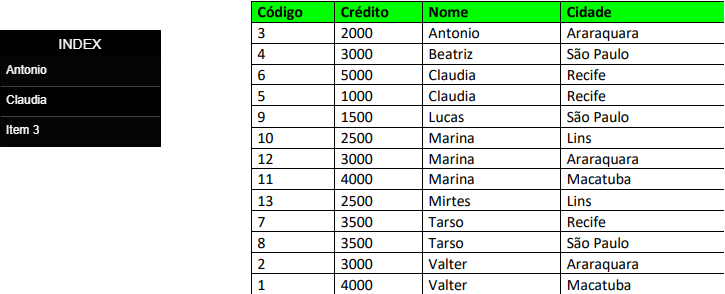 INDEX
Antonio
Claudia
Item 3
Código Crédito Nome Cidade
3 2000 Antonio Araraquara
4 3000 Beatriz São Paulo
6 5000 Claudia Recife
5 1000 Claudia Recife
9 1500 Lucas São Paulo
10 2500 Marina Lins
12 3000 Marina Araraquara
11 4000 Marina Macatuba
13 2500 Mirtes Lins
7 3500 Tarso Recife
8 3500 Tarso São Paulo
2 3000 Valter Araraquara
1 4000 Valter Macatuba